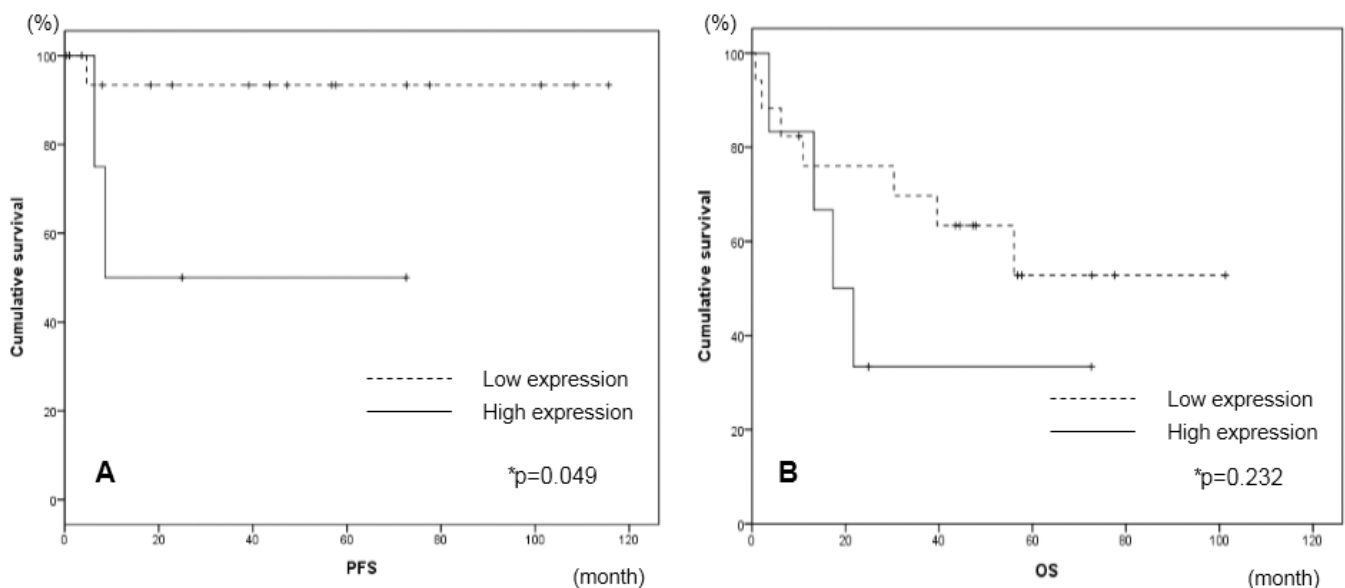 (%)
100
80
60
40
20
0
Cumulative survival
Low expression
High expression
A
*p=0.049
0 20 40 60 80 100 120
PFS
(month)
(%)
100
80
60
40
20
0
Cumulative survival
Low expression
High expression
B
*p=0.232
0 20 40 60 80 100 120
OS
(month)